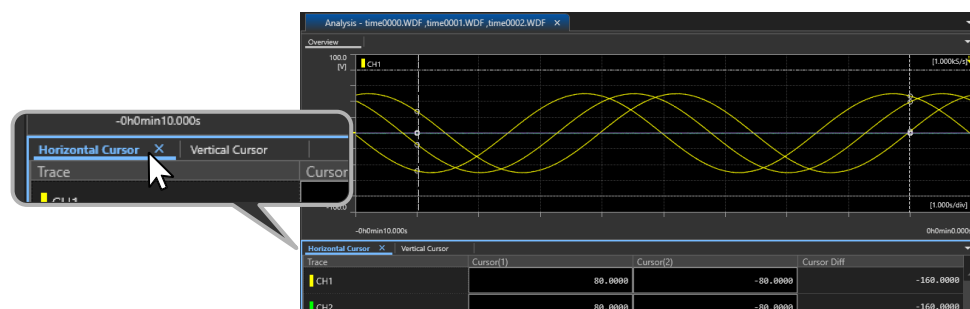 Analysis - time0000.WDF ,time0001.WDF ,time0002.WDF ×
Overview
100.0
[V]
CH1
[1.000kS/s]
-100.0
[1.000s/div]
-0h0min10.000s
0h0min0.000s
-0h0min10.000s
Horizontal Cursor × Vertical Cursor
Trace Cursor
CH1
Horizontal Cursor × Vertical Cursor
Trace Cursor(1) Cursor(2) Cursor Diff
CH1 80.0000 -80.0000 -160.0000
CH2 80.0000 -80.0000 -160.0000